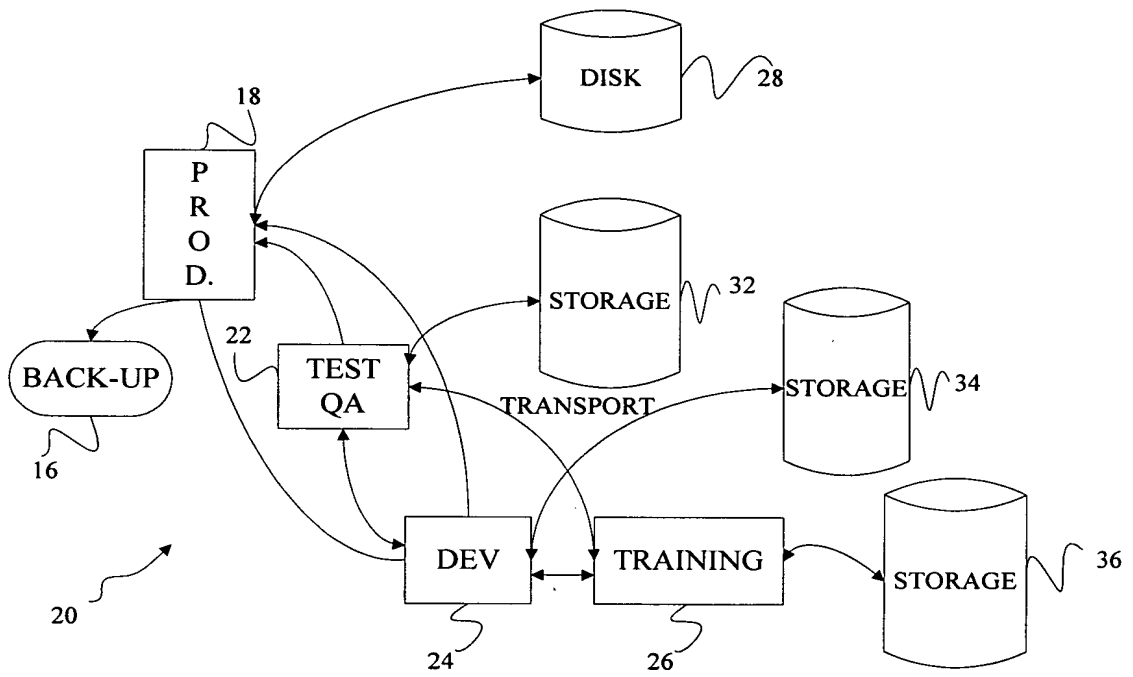 DISK
28
18
P
R
O
D.
STORAGE
32
22
TEST
QA
BACK-UP
TRANSPORT
STORAGE
34
16
DEV
TRAINING
STORAGE
36
20
24
26